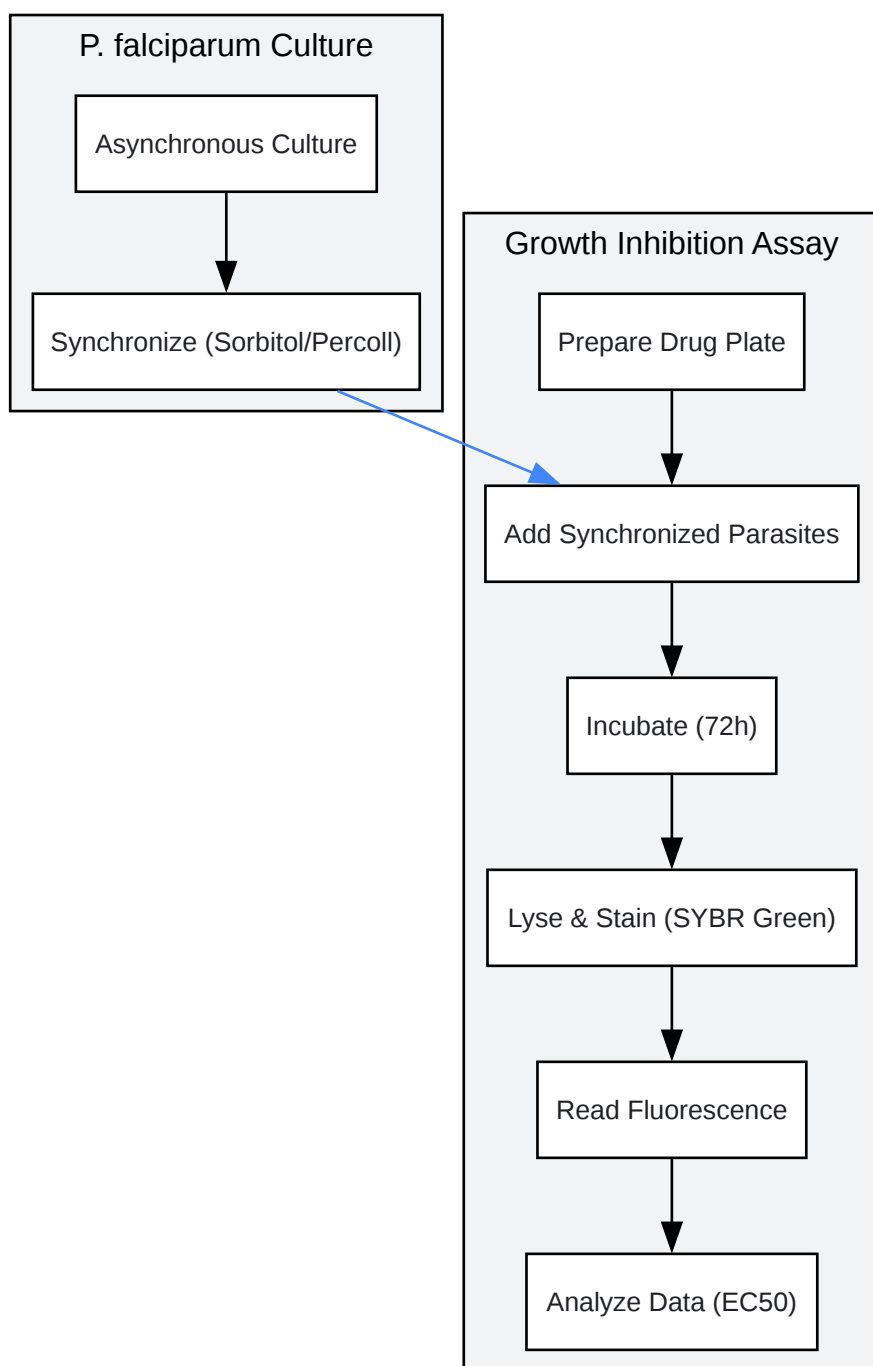 P. falciparum Culture
Asynchronous Culture
Synchronize (Sorbitol/Percoll)
Growth Inhibition Assay
Prepare Drug Plate
Add Synchronized Parasites
Incubate (72h)
Lyse & Stain (SYBR Green)
Read Fluorescence
Analyze Data (EC50)